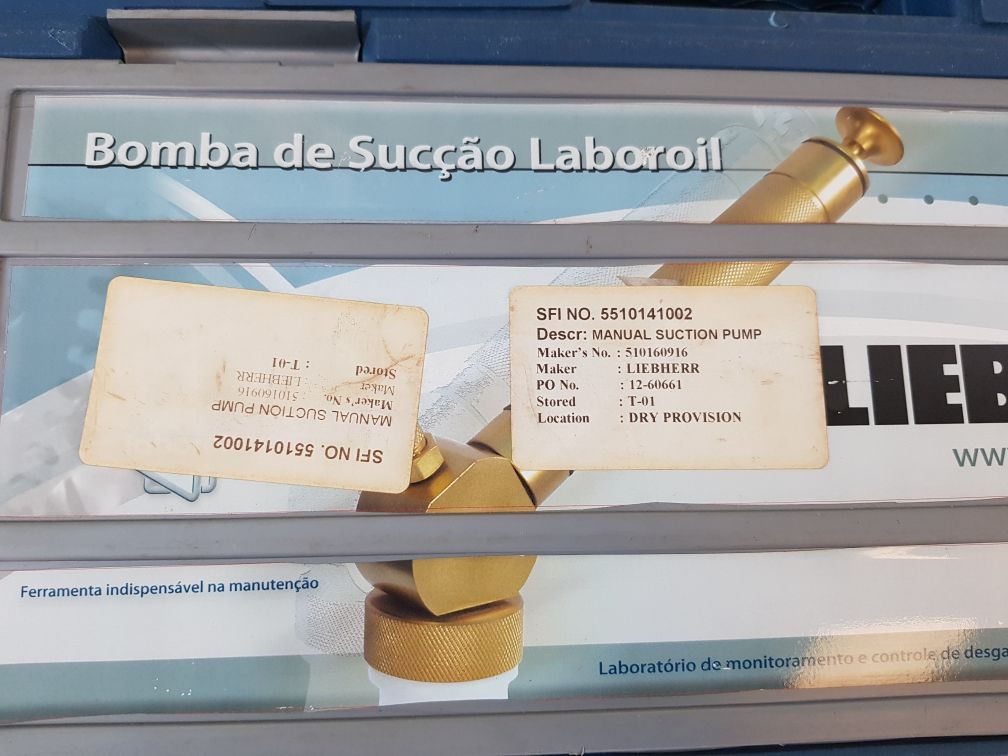 Bomba de Sucção Laboroil
SFI NO. 5510141002
MANUAL SUCTION PUMP
Maker's No. : 510160916
Maker : LIEBHERR
Stored : T-01
SFI NO. 5510141002
Descr: MANUAL SUCTION PUMP
Maker's No. : 510160916
Maker : LIEBHERR
PO No. : 12-60661
Stored : T-01
Location : DRY PROVISION
LIEB
www
Ferramenta indispensável na manutenção
Laboratório de monitoramento e controle de desga